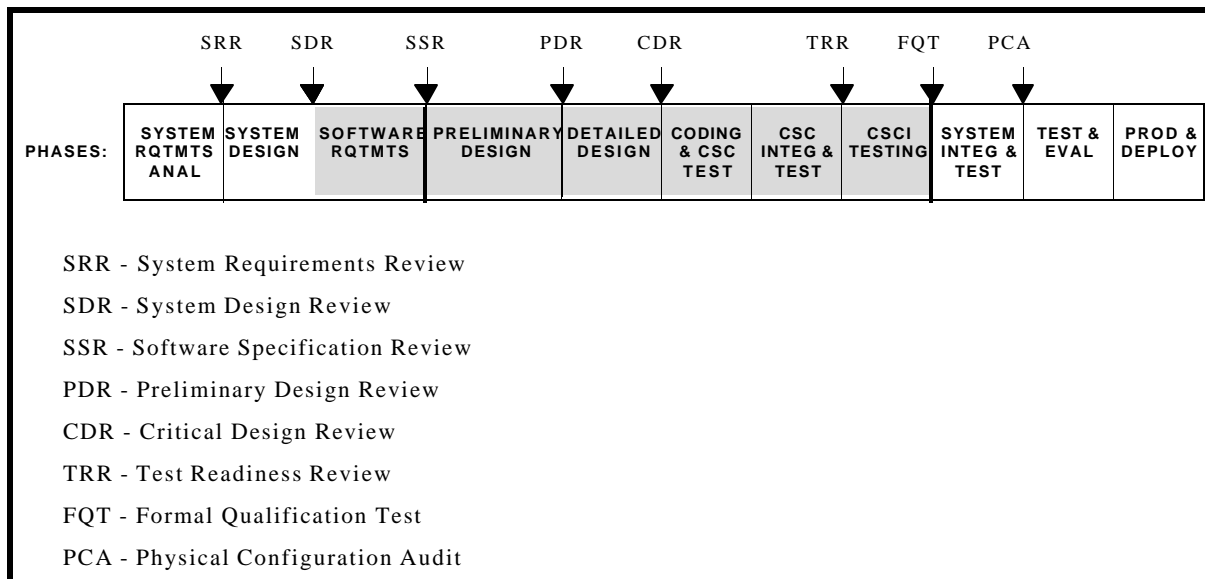 SRR SDR SSR PDR CDR TRR FQT PCA
PHASES:
SYSTEM
RQTMTS
ANAL
SYSTEM
DESIGN
SOFTWARE
RQTMTS
PRELIMINARY
DESIGN
DETAILED
DESIGN
CODING
& CSC
TEST
CSC
INTEG &
TEST
CSCI
TESTING
SYSTEM
INTEG &
TEST
TEST &
EVAL
PROD &
DEPLOY
SRR - System Requirements Review
SDR - System Design Review
SSR - Software Specification Review
PDR - Preliminary Design Review
CDR - Critical Design Review
TRR - Test Readiness Review
FQT - Formal Qualification Test
PCA - Physical Configuration Audit